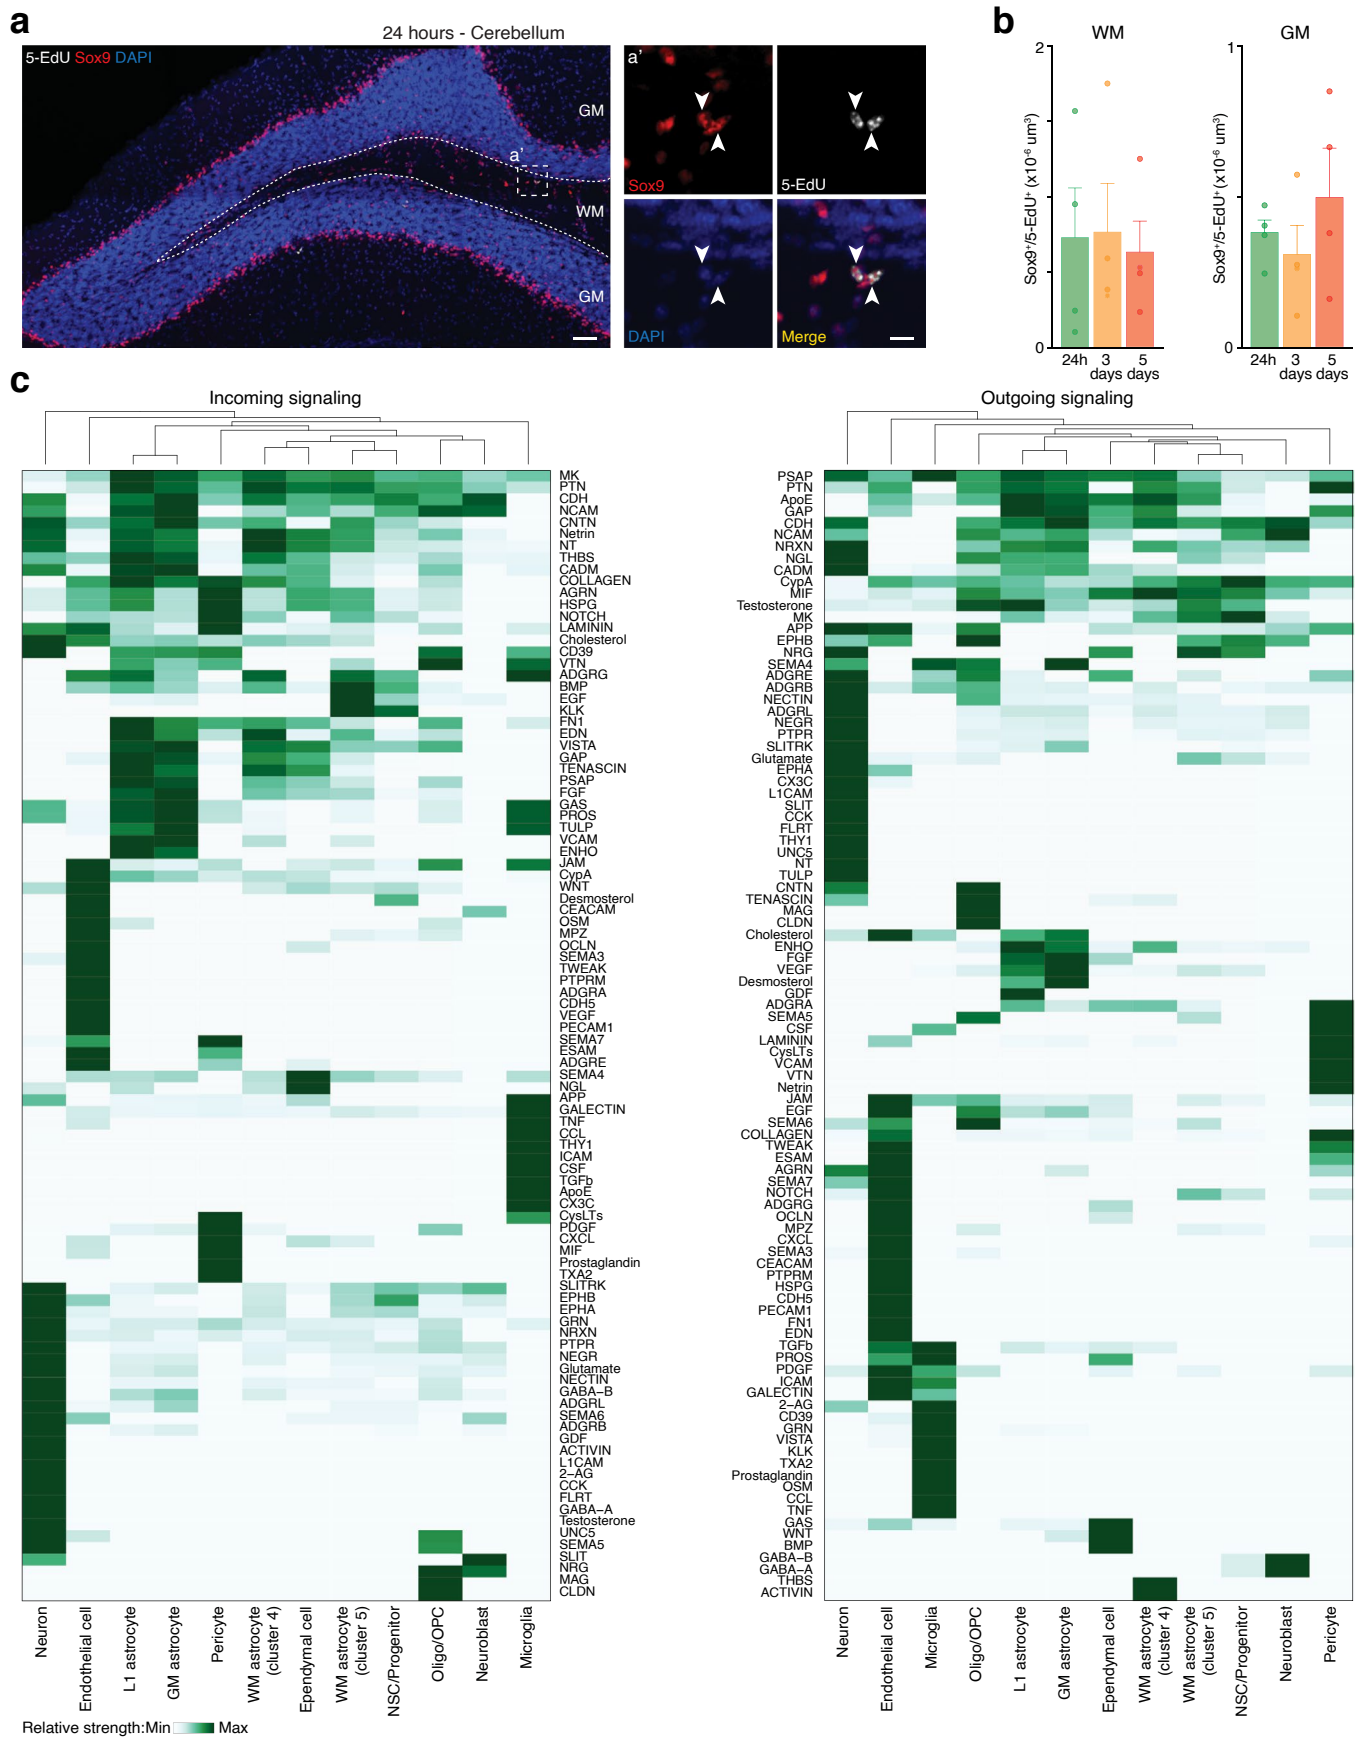 a
24 hours - Cerebellum
5-EdU Sox9 DAPI
GM
a'
WM
GM
a'
Sox9
5-EdU
DAPI
Merge
b
WM
GM
2
0
Sox9+/5-EdU+ (x10-6 um3)
24h
3 days
5 days
1
0
Sox9+/5-EdU+ (x10-6 um3)
24h
3 days
5 days
c
Incoming signaling
MK
PTN
CDH
NCAM
CNTN
Netrin
NT
THBS
CADM
COLLAGEN
AGRN
HSPG
NOTCH
LAMININ
Cholesterol
CD39
VTN
ADGRG
BMP
EGF
KLK
FN1
EDN
VISTA
GAP
TENASCIN
PSAP
FGF
GAS
PROS
TULP
VCAM
ENHO
JAM
CypA
WNT
Desmosterol
CEACAM
OSM
MPZ
OCLN
SEMA3
TWEAK
PTPRM
ADGRA
CDH5
VEGF
PECAM1
SEMA7
ESAM
ADGRE
SEMA4
NGL
APP
GALECTIN
TNF
CCL
THY1
ICAM
CSF
TGFb
ApoE
CX3C
CysLTs
PDGF
CXCL
MIF
Prostaglandin
TXA2
SLITRK
EPHB
EPHA
GRN
NRXN
PTPR
NEGR
Glutamate
NECTIN
GABA−B
ADGRL
SEMA6
ADGRB
GDF
ACTIVIN
L1CAM
2−AG
CCK
FLRT
GABA−A
Testosterone
UNC5
SEMA5
SLIT
NRG
MAG
CLDN
Neuron
Endothelial cell
L1 astrocyte
GM astrocyte
Pericyte
WM astrocyte
(cluster 4)
Ependymal cell
WM astrocyte
(cluster 5)
NSC/Progenitor
Oligo/OPC
Neuroblast
Microglia
Outgoing signaling
PSAP
PTN
ApoE
GAP
CDH
NCAM
NRXN
NGL
CADM
CypA
MIF
Testosterone
MK
APP
EPHB
NRG
SEMA4
ADGRE
ADGRB
NECTIN
ADGRL
NEGR
PTPR
SLITRK
Glutamate
EPHA
CX3C
L1CAM
SLIT
CCK
FLRT
THY1
UNC5
NT
TULP
CNTN
TENASCIN
MAG
CLDN
Cholesterol
ENHO
FGF
VEGF
Desmosterol
GDF
ADGRA
SEMA5
CSF
LAMININ
CysLTs
VCAM
VTN
Netrin
JAM
EGF
SEMA6
COLLAGEN
TWEAK
ESAM
AGRN
SEMA7
NOTCH
ADGRG
OCLN
MPZ
CXCL
SEMA3
CEACAM
PTPRM
HSPG
CDH5
PECAM1
FN1
EDN
TGFb
PROS
PDGF
ICAM
GALECTIN
2−AG
CD39
GRN
VISTA
KLK
TXA2
Prostaglandin
OSM
CCL
TNF
GAS
WNT
BMP
GABA−B
GABA−A
THBS
ACTIVIN
Neuron
Endothelial cell
Microglia
Oligo/OPC
L1 astrocyte
GM astrocyte
Ependymal cell
WM astrocyte
(cluster 4)
WM astrocyte
(cluster 5)
NSC/Progenitor
Neuroblast
Pericyte
Relative strength:Min Max